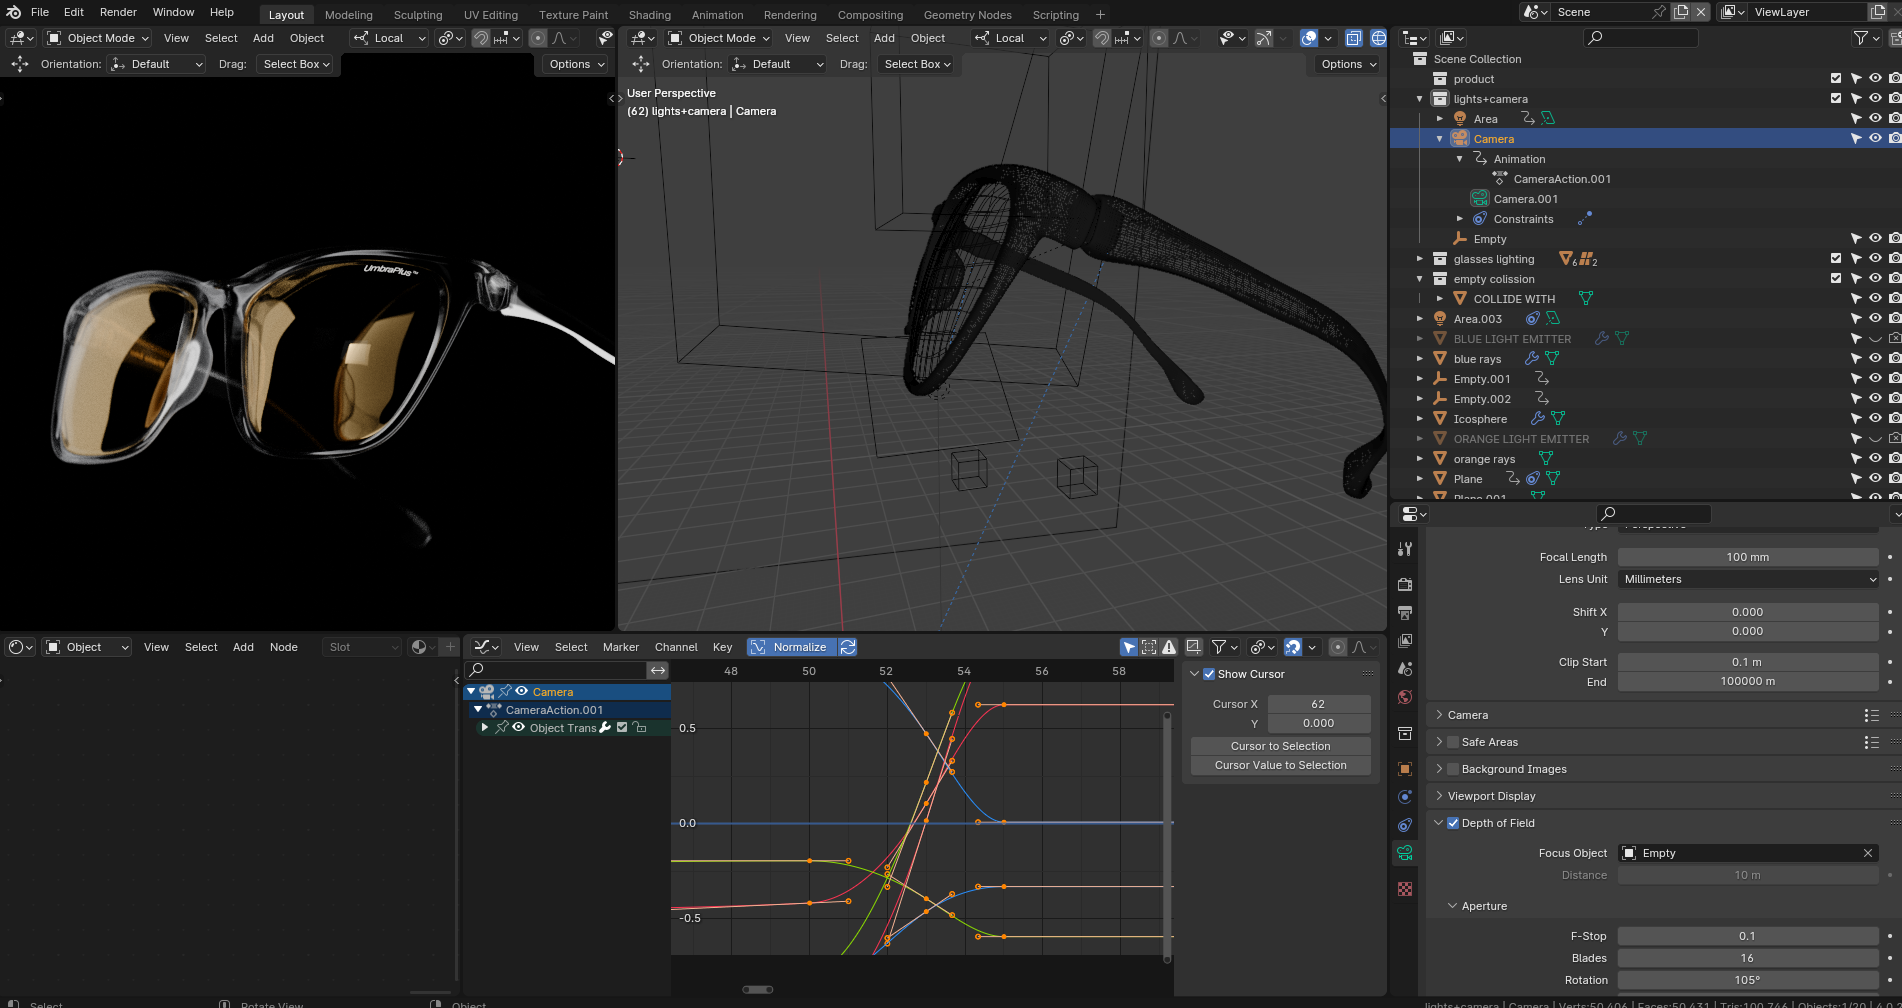 File Edit Render Window Help Layout Modeling Sculpting UV Editing Texture Paint Shading Animation Rendering Compositing Geometry Nodes Scripting + Scene ViewLayer
Object Mode View Select Add Object Local
Orientation: Default Drag: Select Box Options
UmbraPlus™
Object Mode View Select Add Object Local
Orientation: Default Drag: Select Box Options
User Perspective
(62) lights+camera | Camera
Scene Collection
product
lights+camera
Area
Camera
Animation
CameraAction.001
Camera.001
Constraints
Empty
glasses lighting 6 2
empty colission
COLLIDE WITH
Area.003
BLUE LIGHT EMITTER
blue rays
Empty.001
Empty.002
Icosphere
ORANGE LIGHT EMITTER
orange rays
Plane
Plane.001
Type Perspective
Focal Length 100 mm
Lens Unit Millimeters
Shift X 0.000
Y 0.000
Clip Start 0.1 m
End 100000 m
Camera
Safe Areas
Background Images
Viewport Display
Depth of Field
Focus Object Empty
Distance 10 m
Aperture
F-Stop 0.1
Blades 16
Rotation 105°
Object View Select Add Node Slot
View Select Marker Channel Key Normalize
48 50 52 54 56 58
Camera
CameraAction.001
Object Trans
0.5
0.0
-0.5
Show Cursor
Cursor X 62
Y 0.000
Cursor to Selection
Cursor Value to Selection
Select Rotate View Object
lights+camera | Camera | Verts:50,406 | Faces:50,431 | Tris:100,746 | Objects:1/20 | 4.0.2